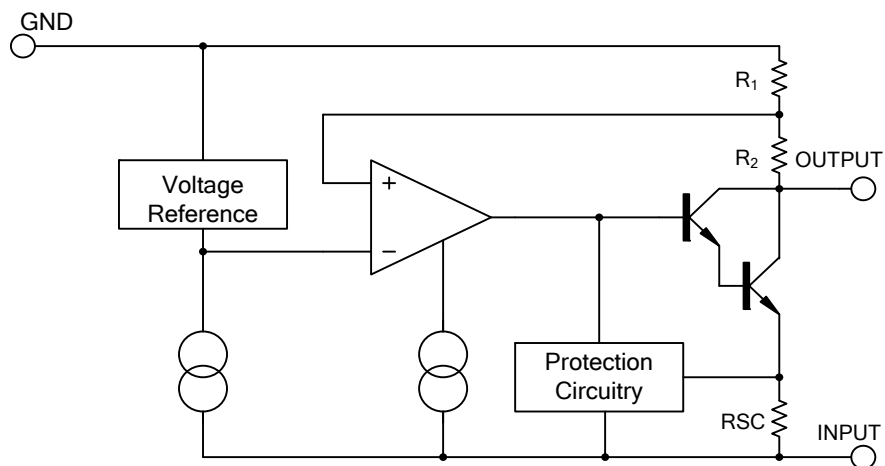 GND
R₁
R₂
OUTPUT
Voltage
Reference
+
−
Protection
Circuitry
RSC
INPUT